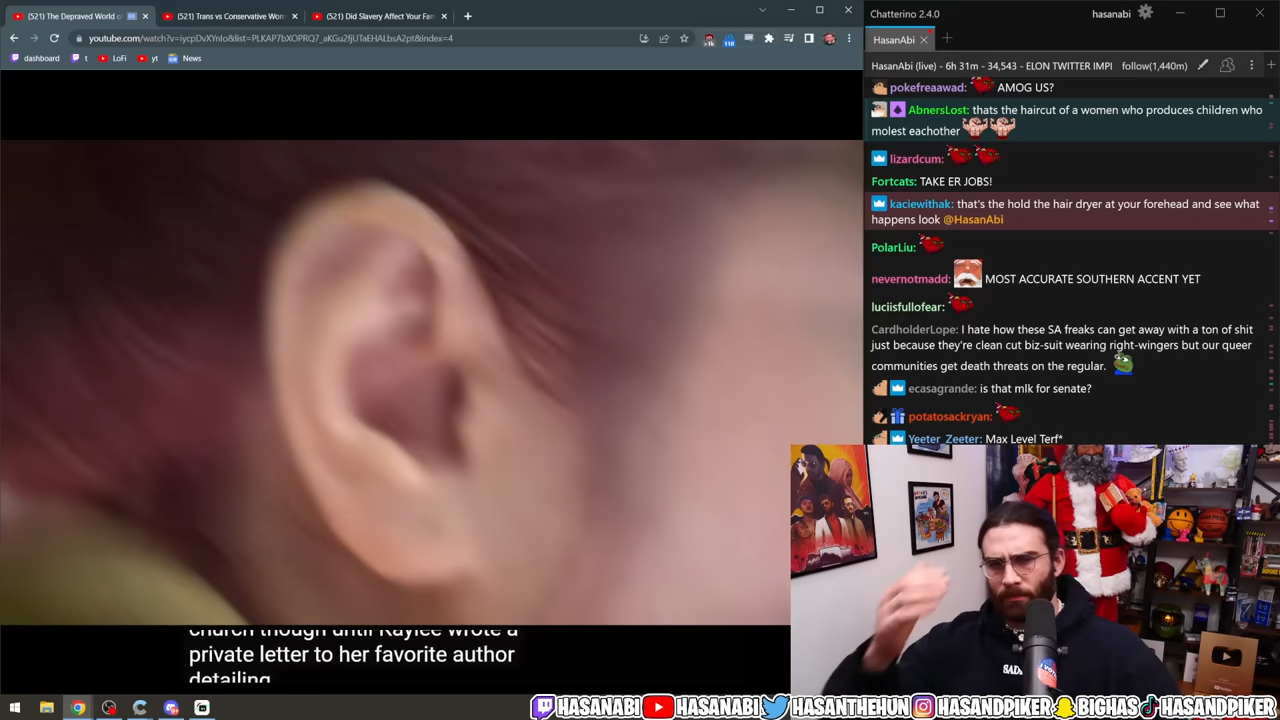 (521) The Depraved World of
(521) Trans vs Conservative Wom
(521) Did Slavery Affect Your Fam
youtube.com/watch?v=iycpDvXYnIo&list=PLKAP7bXOPRQ7_aKGu2fjUTaEHALbsA2pt&index=4
>1k
110
dashboard
t
LoFi
yt
News
church though until Kaylee wrote a
private letter to her favorite author
detailing
Chatterino 2.4.0
hasanabi
HasanAbi
HasanAbi (live) - 6h 31m - 34,543 - ELON TWITTER IMPI
follow(1,440m)
pokefreaawad: AMOG US?
AbnersLost: thats the haircut of a women who produces children who
molest eachother
lizardcum:
Fortcats: TAKE ER JOBS!
kaciewithak: that's the hold the hair dryer at your forehead and see what
happens look @HasanAbi
PolarLiu:
nevernotmadd: MOST ACCURATE SOUTHERN ACCENT YET
luciisfullofear:
CardholderLope: I hate how these SA freaks can get away with a ton of shit
just because they're clean cut biz-suit wearing right-wingers but our queer
communities get death threats on the regular.
ecasagrande: is that mlk for senate?
potatosackryan:
Yeeter_Zeeter: Max Level Terf*
HASANABI
HASANABI
HASANTHEHUN
HASANDPIKER
BIGHAS
HASANDPIKER